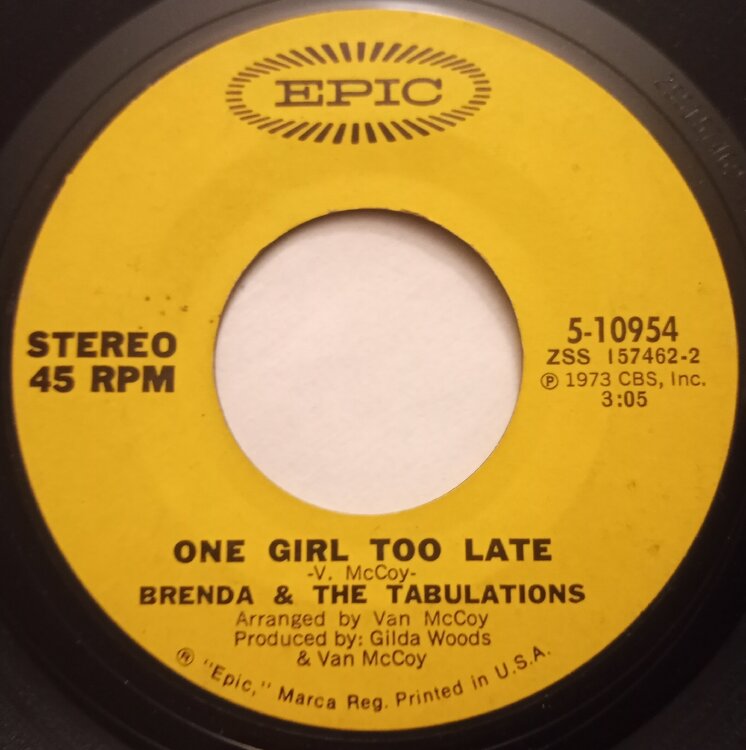 EPIC
STEREO
45 RPM
5-10954
ZSS 157462-2
Ⓟ 1973 CBS, Inc.
3:05
ONE GIRL TOO LATE
-V. McCoy-
BRENDA & THE TABULATIONS
Arranged by Van McCoy
Produced by: Gilda Woods
& Van McCoy
® "Epic," Marca Reg. Printed in U.S.A.